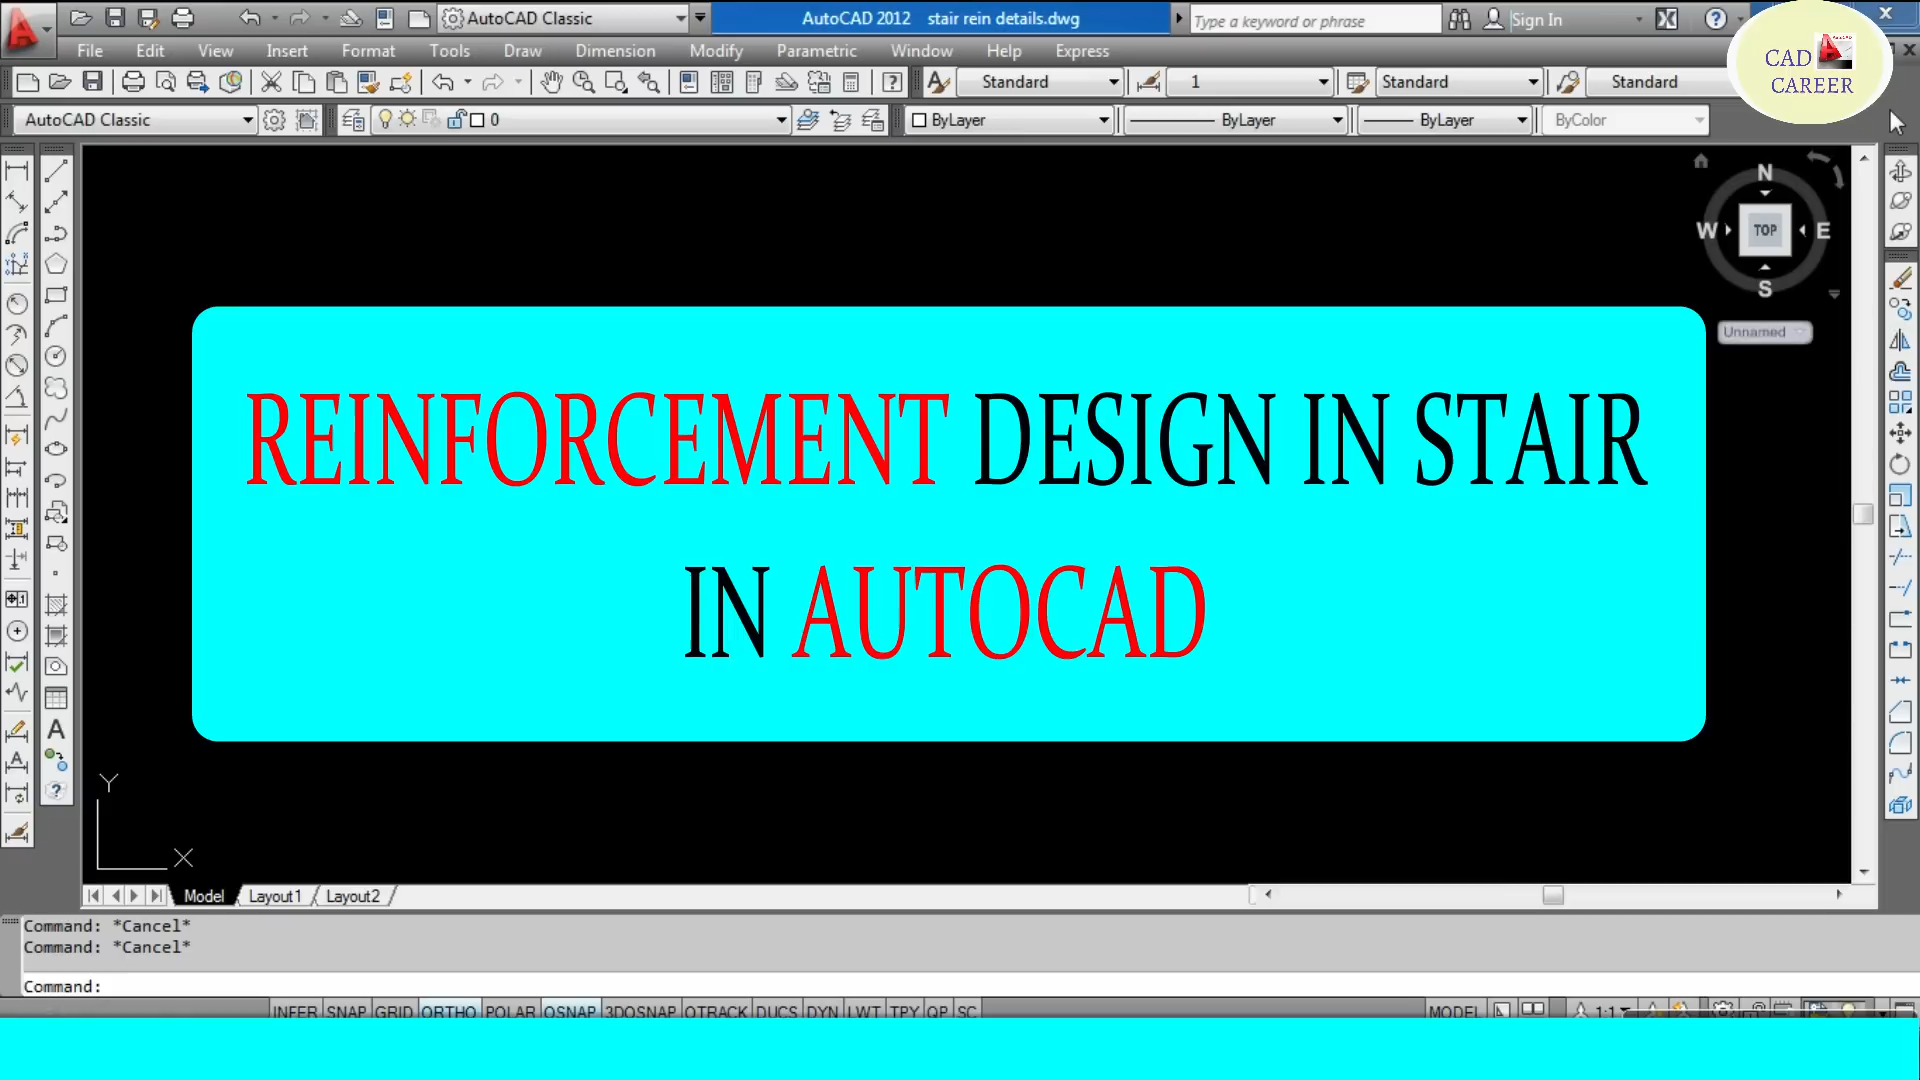 AutoCAD Classic
AutoCAD 2012 stair rein details.dwg
Type a keyword or phrase
Sign In
File Edit View Insert Format Tools Draw Dimension Modify Parametric Window Help Express
CAD
CAREER
Standard 1 Standard Standard
AutoCAD Classic 0 ByLayer ByLayer ByLayer ByColor
N
W TOP E
S
Unnamed
REINFORCEMENT DESIGN IN STAIR
IN AUTOCAD
Y
X
Model Layout1 Layout2
Command: *Cancel*
Command: *Cancel*
Command:
INFER SNAP GRID ORTHO POLAR OSNAP 3DOSNAP OTRACK DUCS DYN LWT TPY QP SC MODEL 1:1